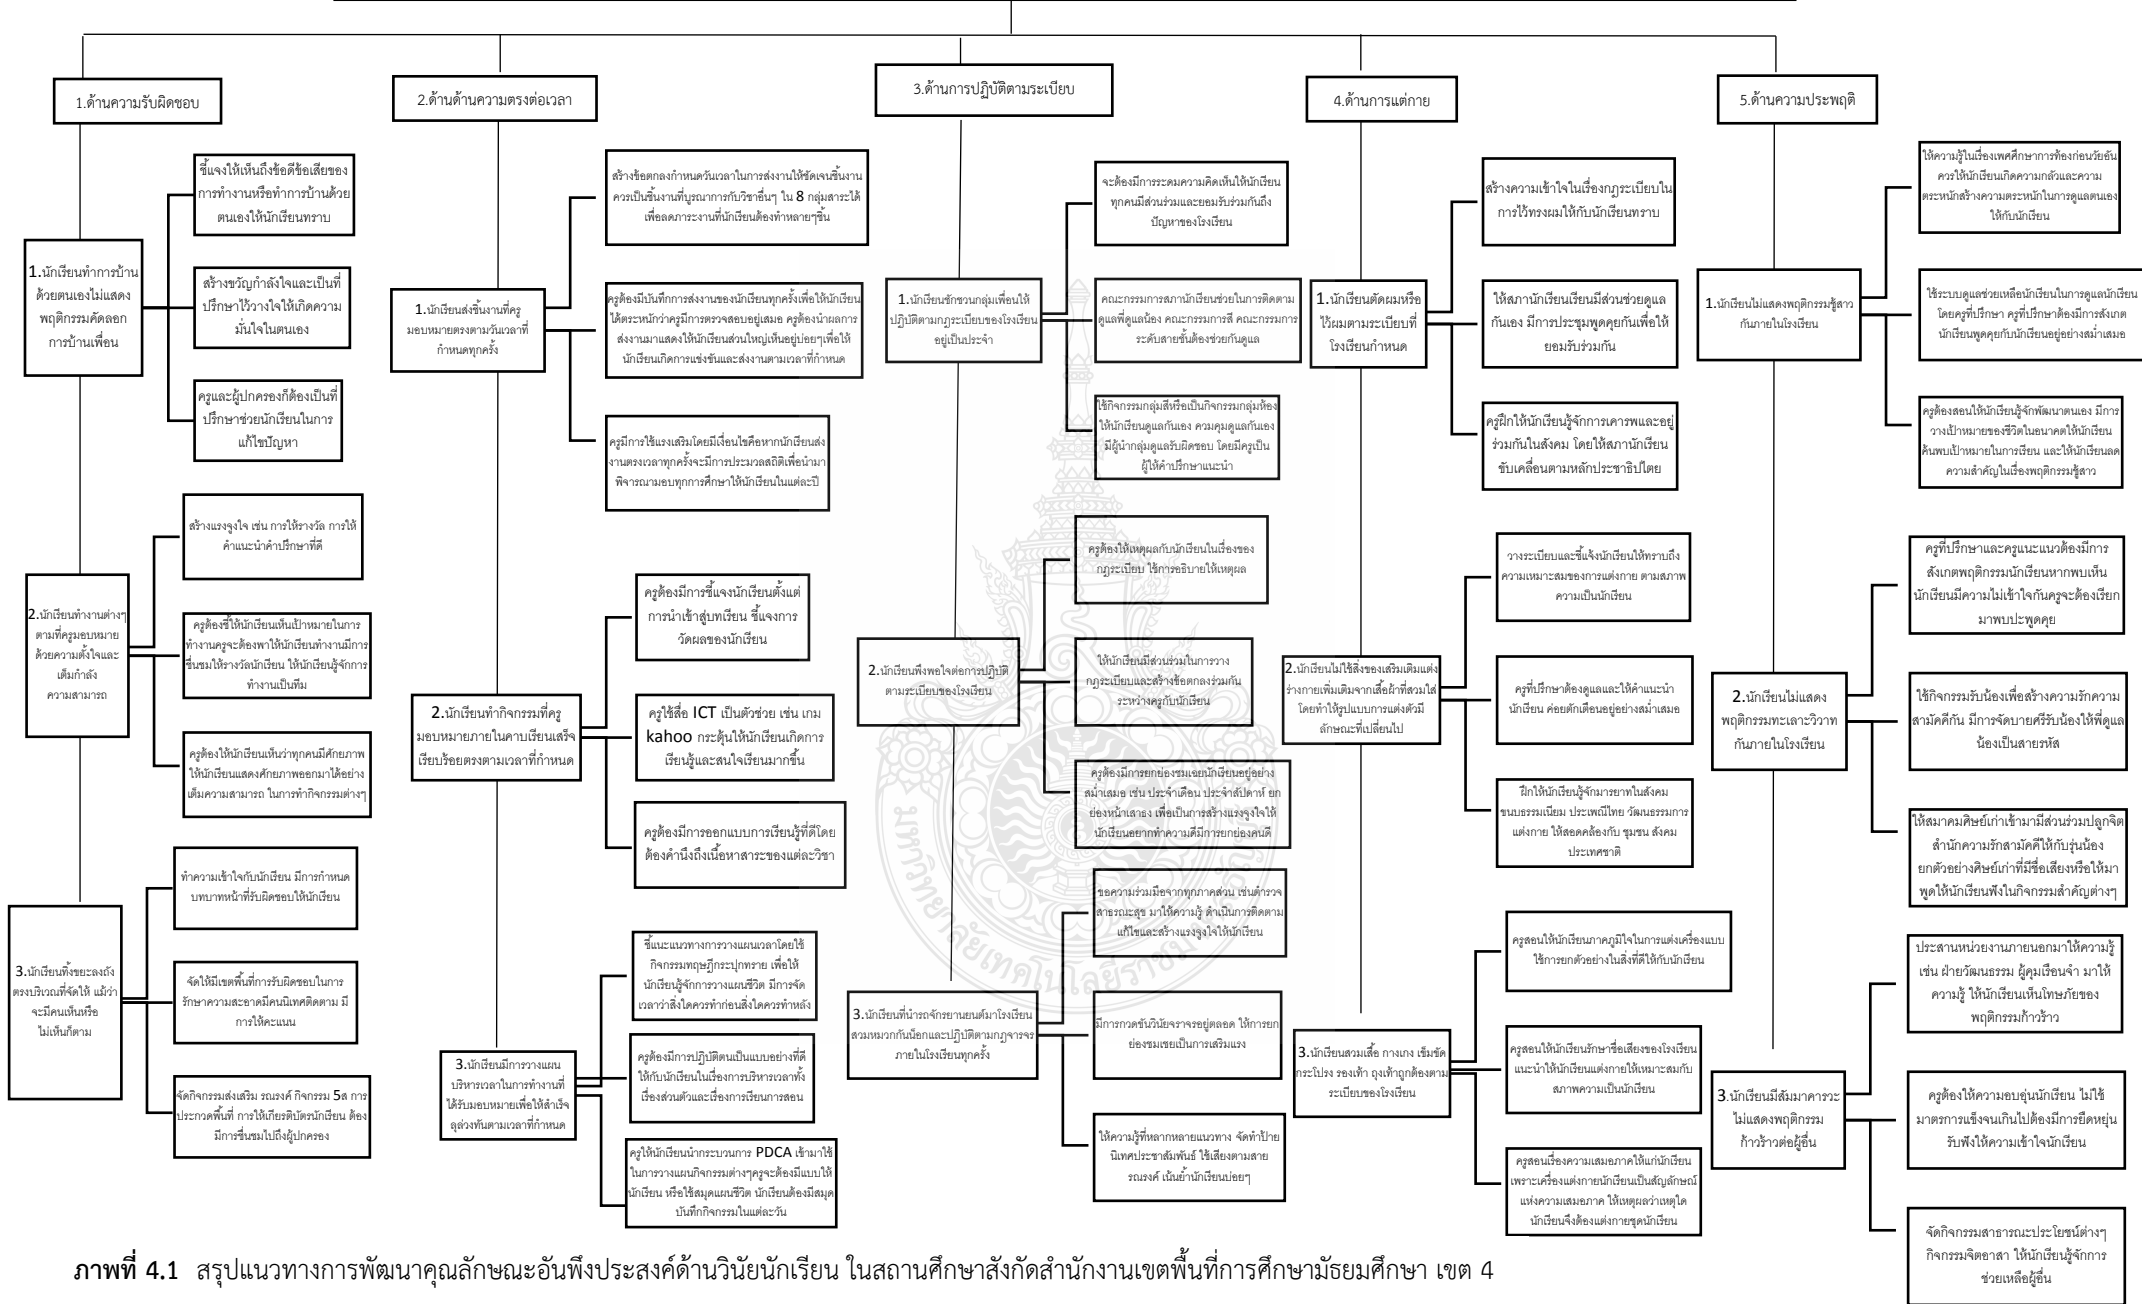 1.ด้านความรับผิดชอบ
1.นักเรียนทำการบ้าน
ด้วยตนเองไม่แสดง
พฤติกรรมคัดลอก
การบ้านเพื่อน
ชี้แจงให้เห็นถึงข้อดีข้อเสียของ
การทำงานหรือทำการบ้านด้วย
ตนเองให้นักเรียนทราบ
สร้างขวัญกำลังใจและเป็นที่
ปรึกษาไว้วางใจให้เกิดความ
มั่นใจในตนเอง
ครูและผู้ปกครองก็ต้องเป็นที่
ปรึกษาช่วยนักเรียนในการ
แก้ไขปัญหา
2.นักเรียนทำงานต่างๆ
ตามที่ครูมอบหมาย
ด้วยความตั้งใจและ
เต็มกำลัง
ความสามารถ
สร้างแรงจูงใจ เช่น การให้รางวัล การให้
คำแนะนำคำปรึกษาที่ดี
ครูต้องชี้ให้นักเรียนเห็นเป้าหมายในการ
ทำงานครูจะต้องพาให้นักเรียนทำงานมีการ
ชื่นชมให้รางวัลนักเรียน ให้นักเรียนรู้จักการ
ทำงานเป็นทีม
ครูต้องให้นักเรียนเห็นว่าทุกคนมีศักยภาพ
ให้นักเรียนแสดงศักยภาพออกมาได้อย่าง
เต็มความสามารถ ในการทำกิจกรรมต่างๆ
3.นักเรียนทิ้งขยะลงถัง
ตรงบริเวณที่จัดให้ แม้ว่า
จะมีคนเห็นหรือ
ไม่เห็นก็ตาม
ทำความเข้าใจกับนักเรียน มีการกำหนด
บทบาทหน้าที่รับผิดชอบให้นักเรียน
จัดให้มีเขตพื้นที่การรับผิดชอบในการ
รักษาความสะอาดมีคนนิเทศติดตาม มี
การให้คะแนน
จัดกิจกรรมส่งเสริม รณรงค์ กิจกรรม 5ส การ
ประกวดพื้นที่ การให้เกียรติบัตรนักเรียน ต้อง
มีการชื่นชมไปถึงผู้ปกครอง
2.ด้านด้านความตรงต่อเวลา
1.นักเรียนส่งชิ้นงานที่ครู
มอบหมายตรงตามวันเวลาที่
กำหนดทุกครั้ง
สร้างข้อตกลงกำหนดวันเวลาในการส่งงานให้ชัดเจนชิ้นงาน
ควรเป็นชิ้นงานที่บูรณาการกับวิชาอื่นๆ ใน 8 กลุ่มสาระได้
เพื่อลดภาระงานที่นักเรียนต้องทำหลายๆชิ้น
ครูต้องมีบันทึกการส่งงานของนักเรียนทุกครั้งเพื่อให้นักเรียน
ได้ตระหนักว่าครูมีการตรวจสอบอยู่เสมอ ครูต้องนำผลการ
ส่งงานมาแสดงให้นักเรียนส่วนใหญ่เห็นอยู่บ่อยๆเพื่อให้
นักเรียนเกิดการแข่งขันและส่งงานตามเวลาที่กำหนด
ครูมีการใช้แรงเสริมโดยมีเงื่อนไขคือหากนักเรียนส่ง
งานตรงเวลาทุกครั้งจะมีการประมวลสถิติเพื่อนำมา
พิจารณามอบทุกการศึกษาให้นักเรียนในแต่ละปี
2.นักเรียนทำกิจกรรมที่ครู
มอบหมายภายในคาบเรียนเสร็จ
เรียบร้อยตรงตามเวลาที่กำหนด
ครูต้องมีการชี้แจงนักเรียนตั้งแต่
การนำเข้าสู่บทเรียน ชี้แจงการ
วัดผลของนักเรียน
ครูใช้สื่อ ICT เป็นตัวช่วย เช่น เกม
kahoo กระตุ้นให้นักเรียนเกิดการ
เรียนรู้และสนใจเรียนมากขึ้น
ครูต้องมีการออกแบบการเรียนรู้ที่ดีโดย
ต้องคำนึงถึงเนื้อหาสาระของแต่ละวิชา
3.นักเรียนมีการวางแผน
บริหารเวลาในการทำงานที่
ได้รับมอบหมายเพื่อให้สำเร็จ
ลุล่วงทันตามเวลาที่กำหนด
ชี้แนะแนวทางการวางแผนเวลาโดยใช้
กิจกรรมทฤษฎีกระปุกทราย เพื่อให้
นักเรียนรู้จักการวางแผนชีวิต มีการจัด
เวลาว่าสิ่งใดควรทำก่อนสิ่งใดควรทำหลัง
ครูต้องมีการปฏิบัติตนเป็นแบบอย่างที่ดี
ให้กับนักเรียนในเรื่องการบริหารเวลาทั้ง
เรื่องส่วนตัวและเรื่องการเรียนการสอน
ครูให้นักเรียนนำกระบวนการ PDCA เข้ามาใช้
ในการวางแผนกิจกรรมต่างๆครูจะต้องมีแบบให้
นักเรียน หรือใช้สมุดแผนชีวิต นักเรียนต้องมีสมุด
บันทึกกิจกรรมในแต่ละวัน
3.ด้านการปฏิบัติตามระเบียบ
1.นักเรียนชักชวนกลุ่มเพื่อนให้
ปฏิบัติตามกฎระเบียบของโรงเรียน
อยู่เป็นประจำ
จะต้องมีการระดมความคิดเห็นให้นักเรียน
ทุกคนมีส่วนร่วมและยอมรับร่วมกันถึง
ปัญหาของโรงเรียน
คณะกรรมการสภานักเรียนช่วยในการติดตาม
ดูแลพี่ดูแลน้อง คณะกรรมการสี คณะกรรมการ
ระดับสายชั้นต้องช่วยกันดูแล
ใช้กิจกรรมกลุ่มสีหรือเป็นกิจกรรมกลุ่มห้อง
ให้นักเรียนดูแลกันเอง ควมคุมดูแลกันเอง
มีผู้นำกลุ่มดูแลรับผิดชอบ โดยมีครูเป็น
ผู้ให้คำปรึกษาแนะนำ
2.นักเรียนพึงพอใจต่อการปฏิบัติ
ตามระเบียบของโรงเรียน
ครูต้องให้เหตุผลกับนักเรียนในเรื่องของ
กฎระเบียบ ใช้การอธิบายให้เหตุผล
ให้นักเรียนมีส่วนร่วมในการวาง
กฎระเบียบและสร้างข้อตกลงร่วมกัน
ระหว่างครูกับนักเรียน
ครูต้องมีการยกย่องชมเฉยนักเรียนอยู่อย่าง
สม่ำเสมอ เช่น ประจำเดือน ประจำสัปดาห์ ยก
ย่องหน้าเสาธง เพื่อเป็นการสร้างแรงจูงใจให้
นักเรียนอยากทำความดีมีการยกย่องคนดี
3.นักเรียนที่นำรถจักรยานยนต์มาโรงเรียน
สวมหมวกกันน็อกและปฏิบัติตามกฎจารจร
ภายในโรงเรียนทุกครั้ง
ขอความร่วมมือจากทุกภาคส่วน เช่นตำรวจ
สาธรณะสุข มาให้ความรู้ ดำเนินการติดตาม
แก้ไขและสร้างแรงจูงใจให้นักเรียน
มีการกวดขันวินัยจราจรอยู่ตลอด ให้การยก
ย่องชมเชยเป็นการเสริมแรง
ให้ความรู้ที่หลากหลายแนวทาง จัดทำป้าย
นิเทศประชาสัมพันธ์ ใช้เสียงตามสาย
รณรงค์ เน้นย้ำนักเรียนบ่อยๆ
4.ด้านการแต่กาย
1.นักเรียนตัดผมหรือ
ไว้ผมตามระเบียบที่
โรงเรียนกำหนด
สร้างความเข้าใจในเรื่องกฎระเบียบใน
การไว้ทรงผมให้กับนักเรียนทราบ
ให้สภานักเรียนเรียนมีส่วนช่วยดูแล
กันเอง มีการประชุมพูดคุยกันเพื่อให้
ยอมรับร่วมกัน
ครูฝึกให้นักเรียนรู้จักการเคารพและอยู่
ร่วมกันในสังคม โดยให้สภานักเรียน
ขับเคลื่อนตามหลักประชาธิปไตย
2.นักเรียนไม่ใช้สิ่งของเสริมเติมแต่ง
ร่างกายเพิ่มเติมจากเสื้อผ้าที่สวมใส่
โดยทำให้รูปแบบการแต่งตัวมี
ลักษณะที่เปลี่ยนไป
วางระเบียบและชี้แจ้งนักเรียนให้ทราบถึง
ความเหมาะสมของการแต่งกาย ตามสภาพ
ความเป็นนักเรียน
ครูที่ปรึกษาต้องดูแลและให้คำแนะนำ
นักเรียน ค่อยตักเตือนอยู่อย่างสม่ำเสมอ
ฝึกให้นักเรียนรู้จักมารยาทในสังคม
ขนบธรรมเนียม ประเพณีไทย วัฒนธรรมการ
แต่งกาย ให้สอดคล้องกับ ชุมชน สังคม
ประเทศชาติ
3.นักเรียนสวมเสื้อ กางเกง เข็มขัด
กระโปรง รองเท้า ถุงเท้าถูกต้องตาม
ระเบียบของโรงเรียน
ครูสอนให้นักเรียนภาคภูมิใจในการแต่งเครื่องแบบ
ใช้การยกตัวอย่างในสิ่งที่ดีให้กับนักเรียน
ครูสอนให้นักเรียนรักษาชื่อเสียงของโรงเรียน
แนะนำให้นักเรียนแต่งกายให้เหมาะสมกับ
สภาพความเป็นนักเรียน
ครูสอนเรื่องความเสมอภาคให้แก่นักเรียน
เพราะเครื่องแต่งกายนักเรียนเป็นสัญลักษณ์
แห่งความเสมอภาค ให้เหตุผลว่าเหตุใด
นักเรียนจึงต้องแต่งกายชุดนักเรียน
5.ด้านความประพฤติ
1.นักเรียนไม่แสดงพฤติกรรมชู้สาว
กันภายในโรงเรียน
ให้ความรู้ในเรื่องเพศศึกษาการท้องก่อนวัยอัน
ควรให้นักเรียนเกิดความกลัวและความ
ตระหนักสร้างความตระหนักในการดูแลตนเอง
ให้กับนักเรียน
ใช้ระบบดูแลช่วยเหลือนักเรียนในการดูแลนักเรียน
โดยครูที่ปรึกษา ครูที่ปรึกษาต้องมีการสังเกต
นักเรียนพูดคุยกับนักเรียนอยู่อย่างสม่ำเสมอ
ครูต้องสอนให้นักเรียนรู้จักพัฒนาตนเอง มีการ
วางเป้าหมายของชีวิตในอนาคตให้นักเรียน
ค้นพบเป้าหมายในการเรียน และให้นักเรียนลด
ความสำคัญในเรื่องพฤติกรรมชู้สาว
2.นักเรียนไม่แสดง
พฤติกรรมทะเลาะวิวาท
กันภายในโรงเรียน
ครูที่ปรึกษาและครูแนะแนวต้องมีการ
สังเกตพฤติกรรมนักเรียนหากพบเห็น
นักเรียนมีความไม่เข้าใจกันครูจะต้องเรียก
มาพบปะพูดคุย
ใช้กิจกรรมรับน้องเพื่อสร้างความรักความ
สามัคดีกัน มีการจัดบายศรีรับน้องให้พี่ดูแล
น้องเป็นสายรหัส
ให้สมาคมศิษย์เก่าเข้ามามีส่วนร่วมปลูกจิต
สำนักความรักสามัคคีให้กับรุ่นน้อง
ยกตัวอย่างศิษย์เก่าที่มีชื่อเสียงหรือให้มา
พูดให้นักเรียนฟังในกิจกรรมสำคัญต่างๆ
3.นักเรียนมีสัมมาคารวะ
ไม่แสดงพฤติกรรม
ก้าวร้าวต่อผู้อื่น
ประสานหน่วยงานภายนอกมาให้ความรู้
เช่น ฝ่ายวัฒนธรรม ผู้คุมเรือนจำ มาให้
ความรู้ ให้นักเรียนเห็นโทษภัยของ
พฤติกรรมก้าวร้าว
ครูต้องให้ความอบอุ่นนักเรียน ไม่ใช้
มาตรการแข็งจนเกินไปต้องมีการยืดหยุ่น
รับฟังให้ความเข้าใจนักเรียน
จัดกิจกรรมสาธารณะประโยชน์ต่างๆ
กิจกรรมจิตอาสา ให้นักเรียนรู้จักการ
ช่วยเหลือผู้อื่น
ภาพที่ 4.1 สรุปแนวทางการพัฒนาคุณลักษณะอันพึงประสงค์ด้านวินัยนักเรียน ในสถานศึกษาสังกัดสำนักงานเขตพื้นที่การศึกษามัธยมศึกษา เขต 4